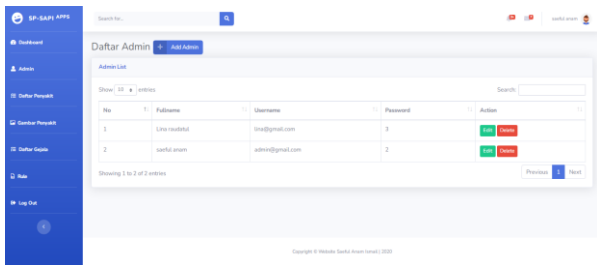 SP-SAPI APPS
Search for...
saeful anam
Dashboard
Admin
Daftar Penyakit
Gambar Penyakit
Daftar Gejala
Rule
Log Out
Daftar Admin
+ Add Admin
Admin List
Show 10 entries
Search:
No Fullname Username Password Action
1 Lina raudatul lina@gmail.com 3 Edit Delete
2 saeful anam admin@gmail.com 2 Edit Delete
Showing 1 to 2 of 2 entries
Previous 1 Next
Copyright © Website Saeful Anam Ismail | 2020